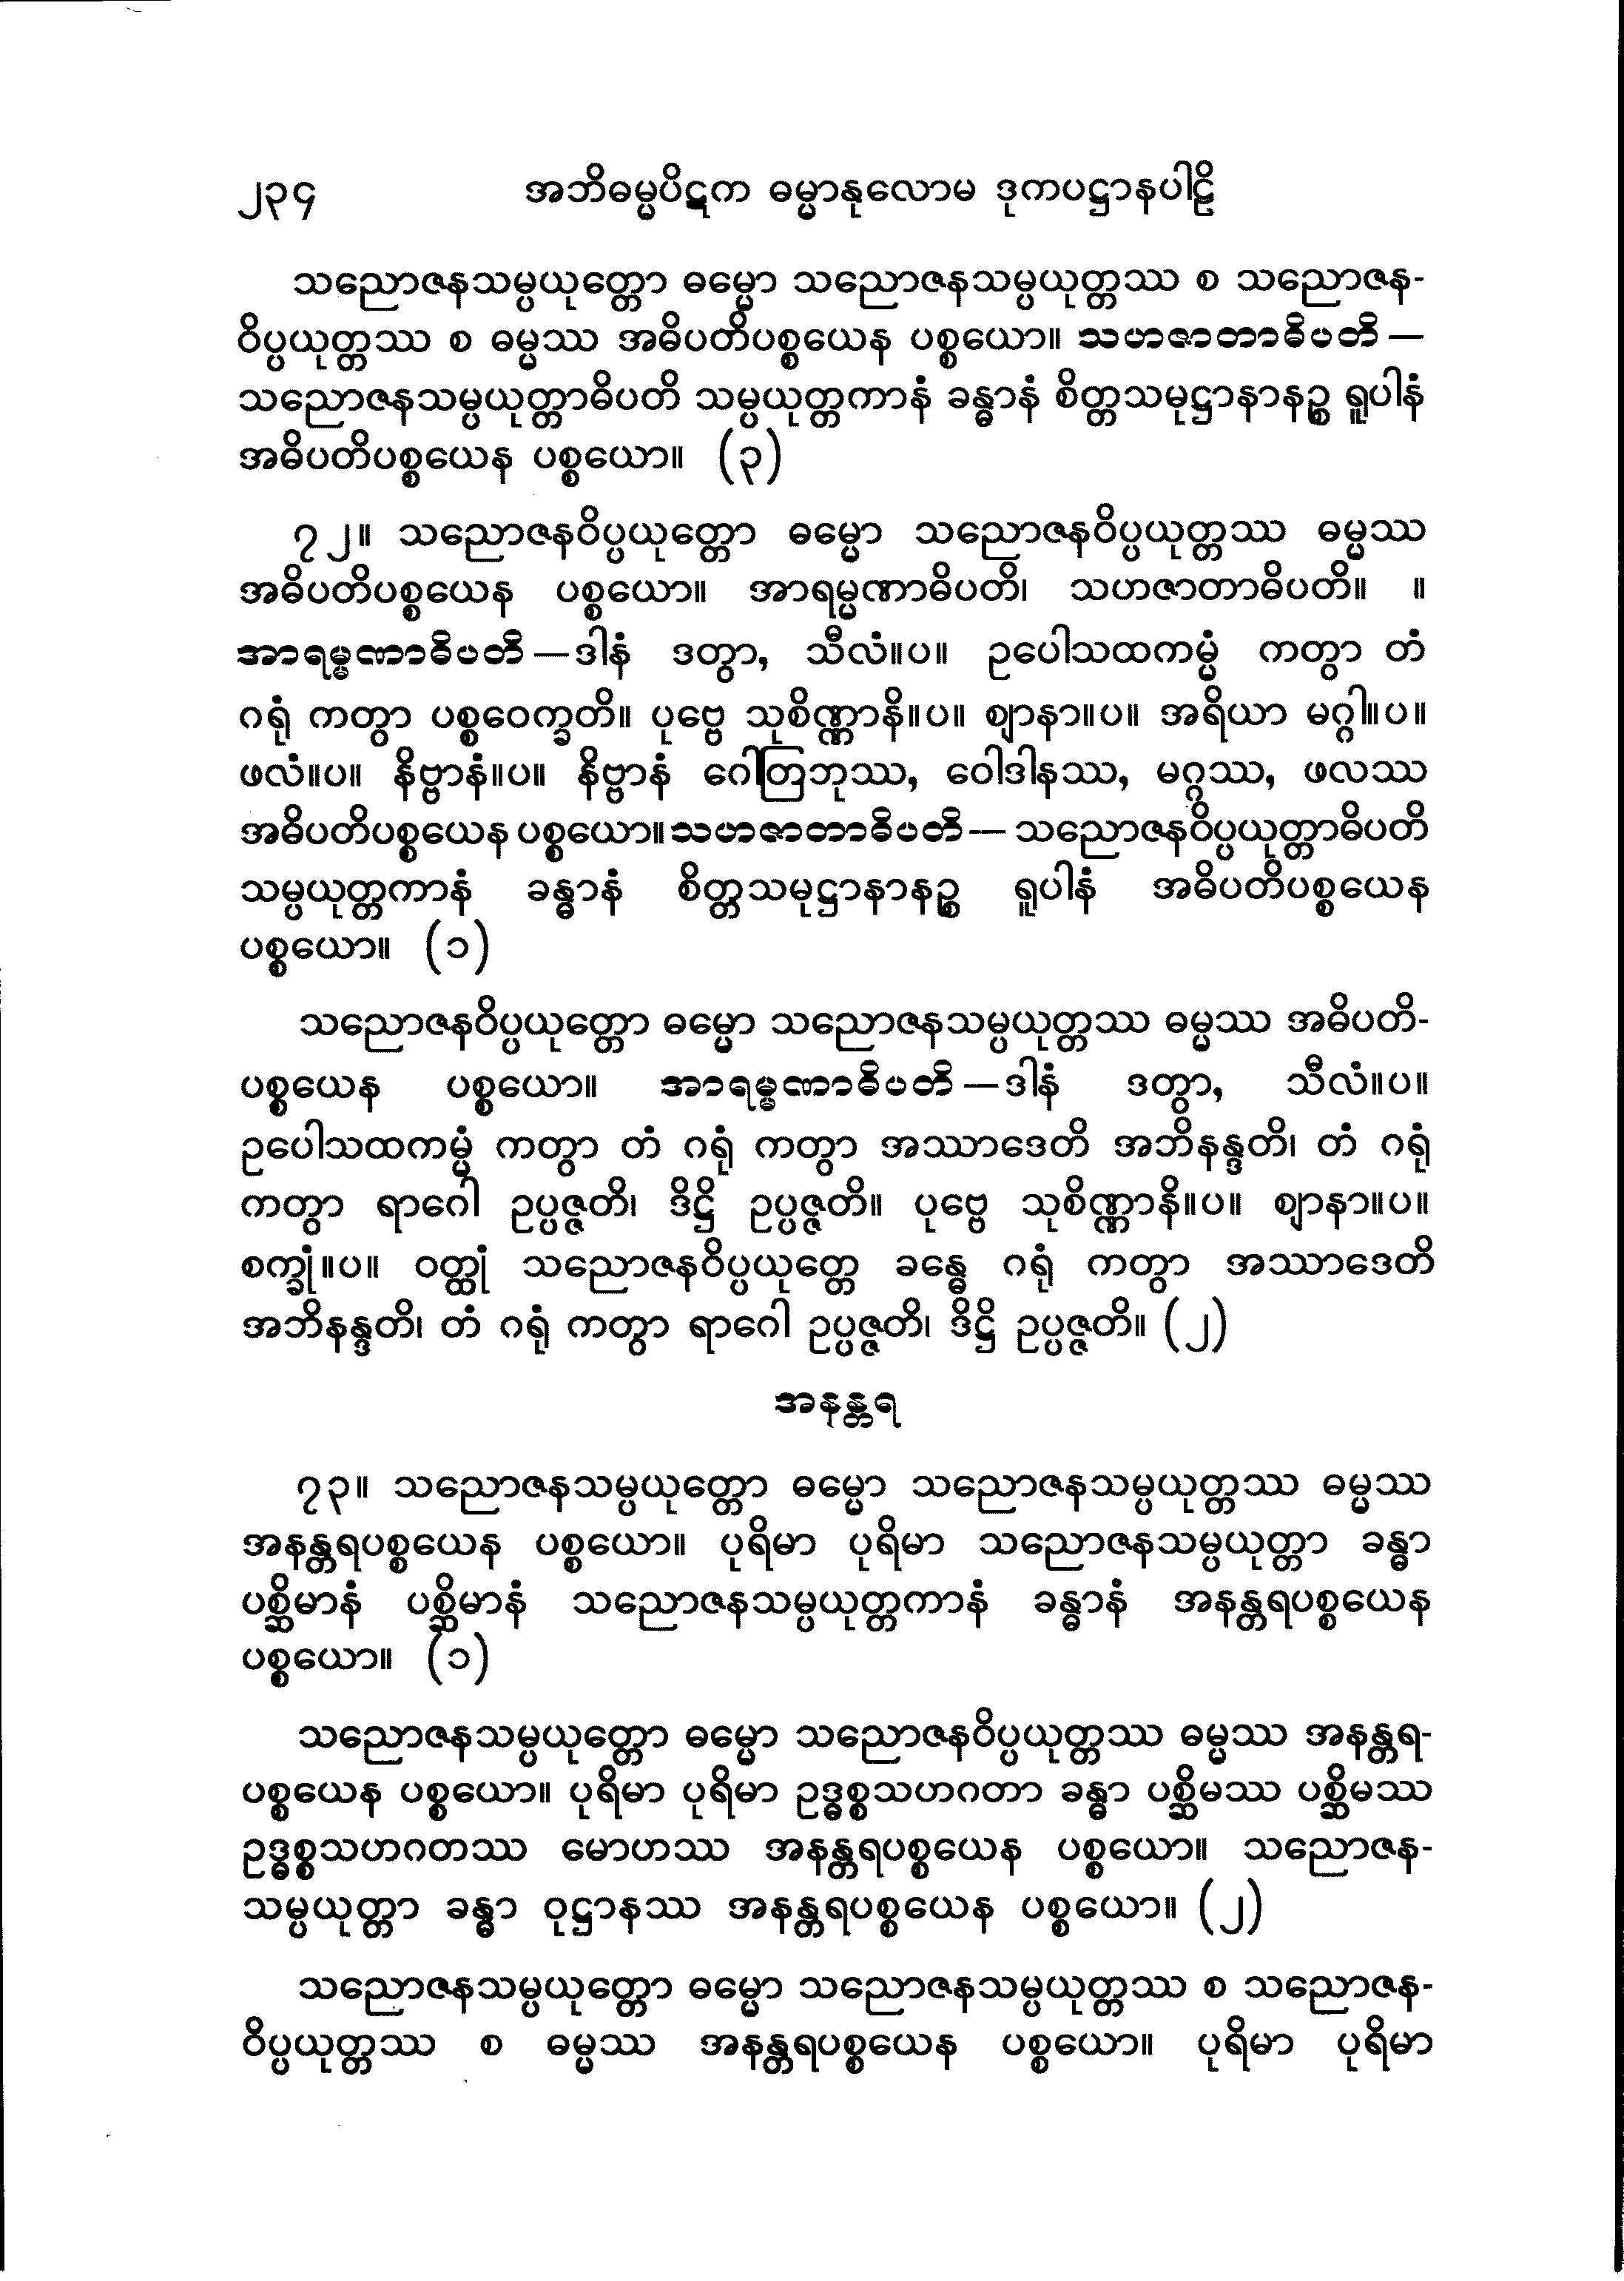 ၂၃၄ အဘိဓမ္မပိဋက ဓမ္မာနုလောမ ဒုကပဋ္ဌာနပါဠိ
သညောဇနသမ္ပယုတ္တော ဓမ္မော သညောဇနသမ္ပယုတ္တဿ စ သညောဇန-
ဝိပ္ပယုတ္တဿ စ ဓမ္မဿ အဓိပတိပစ္စယေန ပစ္စယော။ သဟဇာတာဓိပတိ —
သညောဇနသမ္ပယုတ္တာဓိပတိ သမ္ပယုတ္တကာနံ ခန္ဓာနံ စိတ္တသမုဋ္ဌာနာနဉ္စ ရူပါနံ
အဓိပတိပစ္စယေန ပစ္စယော။ (၃)
၇၂။ သညောဇနဝိပ္ပယုတ္တော ဓမ္မော သညောဇနဝိပ္ပယုတ္တဿ ဓမ္မဿ
အဓိပတိပစ္စယေန ပစ္စယော။ အာရမ္မဏာဓိပတိ၊ သဟဇာတာဓိပတိ။ ။
အာရမ္မဏာဓိပတိ — ဒါနံ ဒတွာ, သီလံ။ပ။ ဥပေါသထကမ္မံ ကတွာ တံ
ဂရုံ ကတွာ ပစ္စဝေက္ခတိ။ ပုဗ္ဗေ သုစိဏ္ဏာနိ။ပ။ ဈာနာ။ပ။ အရိယာ မဂ္ဂါ။ပ။
ဖလံ။ပ။ နိဗ္ဗာနံ။ပ။ နိဗ္ဗာနံ ဂေါတြဘုဿ, ဝေါဒါနဿ, မဂ္ဂဿ, ဖလဿ
အဓိပတိပစ္စယေန ပစ္စယော။ သဟဇာတာဓိပတိ — သညောဇနဝိပ္ပယုတ္တာဓိပတိ
သမ္ပယုတ္တကာနံ ခန္ဓာနံ စိတ္တသမုဋ္ဌာနာနဉ္စ ရူပါနံ အဓိပတိပစ္စယေန
ပစ္စယော။ (၁)
သညောဇနဝိပ္ပယုတ္တော ဓမ္မော သညောဇနသမ္ပယုတ္တဿ ဓမ္မဿ အဓိပတိ-
ပစ္စယေန ပစ္စယော။ အာရမ္မဏာဓိပတိ — ဒါနံ ဒတွာ, သီလံ။ပ။
ဥပေါသထကမ္မံ ကတွာ တံ ဂရုံ ကတွာ အဿာဒေတိ အဘိနန္ဒတိ၊ တံ ဂရုံ
ကတွာ ရာဂေါ ဥပ္ပဇ္ဇတိ၊ ဒိဋ္ဌိ ဥပ္ပဇ္ဇတိ။ ပုဗ္ဗေ သုစိဏ္ဏာနိ။ပ။ ဈာနာ။ပ။
စက္ခုံ။ပ။ ဝတ္ထုံ သညောဇနဝိပ္ပယုတ္တေ ခန္ဓေ ဂရုံ ကတွာ အဿာဒေတိ
အဘိနန္ဒတိ၊ တံ ဂရုံ ကတွာ ရာဂေါ ဥပ္ပဇ္ဇတိ၊ ဒိဋ္ဌိ ဥပ္ပဇ္ဇတိ။ (၂)
အနန္တရ
၇၃။ သညောဇနသမ္ပယုတ္တော ဓမ္မော သညောဇနသမ္ပယုတ္တဿ ဓမ္မဿ
အနန္တရပစ္စယေန ပစ္စယော။ ပုရိမာ ပုရိမာ သညောဇနသမ္ပယုတ္တာ ခန္ဓာ
ပစ္ဆိမာနံ ပစ္ဆိမာနံ သညောဇနသမ္ပယုတ္တကာနံ ခန္ဓာနံ အနန္တရပစ္စယေန
ပစ္စယော။ (၁)
သညောဇနသမ္ပယုတ္တော ဓမ္မော သညောဇနဝိပ္ပယုတ္တဿ ဓမ္မဿ အနန္တရ-
ပစ္စယေန ပစ္စယော။ ပုရိမာ ပုရိမာ ဥဒ္ဓစ္စသဟဂတာ ခန္ဓာ ပစ္ဆိမဿ ပစ္ဆိမဿ
ဥဒ္ဓစ္စသဟဂတဿ မောဟဿ အနန္တရပစ္စယေန ပစ္စယော။ သညောဇန-
သမ္ပယုတ္တာ ခန္ဓာ ဝုဋ္ဌာနဿ အနန္တရပစ္စယေန ပစ္စယော။ (၂)
သညောဇနသမ္ပယုတ္တော ဓမ္မော သညောဇနသမ္ပယုတ္တဿ စ သညောဇန-
ဝိပ္ပယုတ္တဿ စ ဓမ္မဿ အနန္တရပစ္စယေန ပစ္စယော။ ပုရိမာ ပုရိမာ